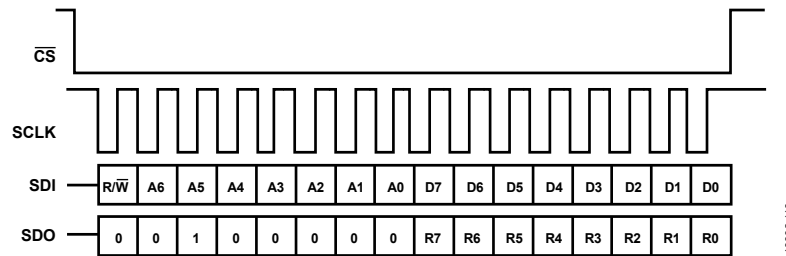 C̅S̅
SCLK
SDI R/W̅ A6 A5 A4 A3 A2 A1 A0 D7 D6 D5 D4 D3 D2 D1 D0
SDO 0 0 1 0 0 0 0 0 R7 R6 R5 R4 R3 R2 R1 R0